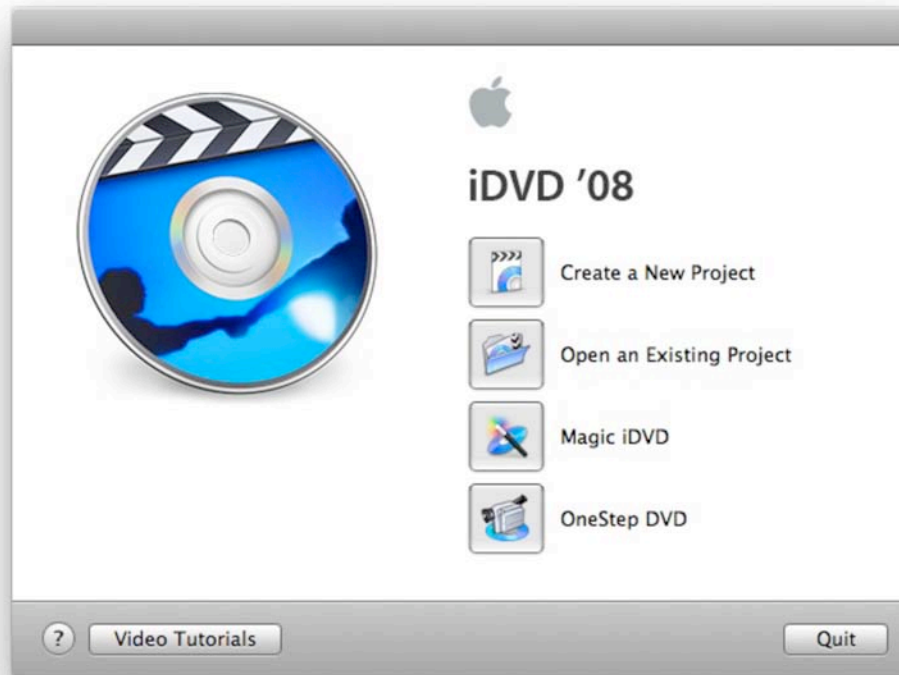 iDVD ’08
Create a New Project
Open an Existing Project
Magic iDVD
OneStep DVD
? Video Tutorials Quit